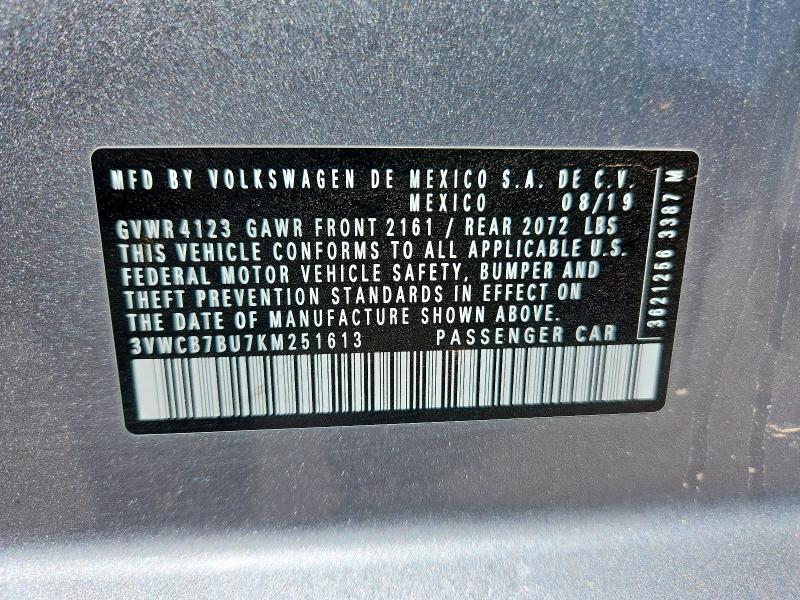 MFD BY VOLKSWAGEN DE MEXICO S.A. DE C.V.
MEXICO 08/19
GVWR 4123 GAWR FRONT 2161 / REAR 2072 LBS
THIS VEHICLE CONFORMS TO ALL APPLICABLE U.S.
FEDERAL MOTOR VEHICLE SAFETY, BUMPER AND
THEFT PREVENTION STANDARDS IN EFFECT ON
THE DATE OF MANUFACTURE SHOWN ABOVE.
3VWCB7BU7KM251613 PASSENGER CAR
3621256 3387 M